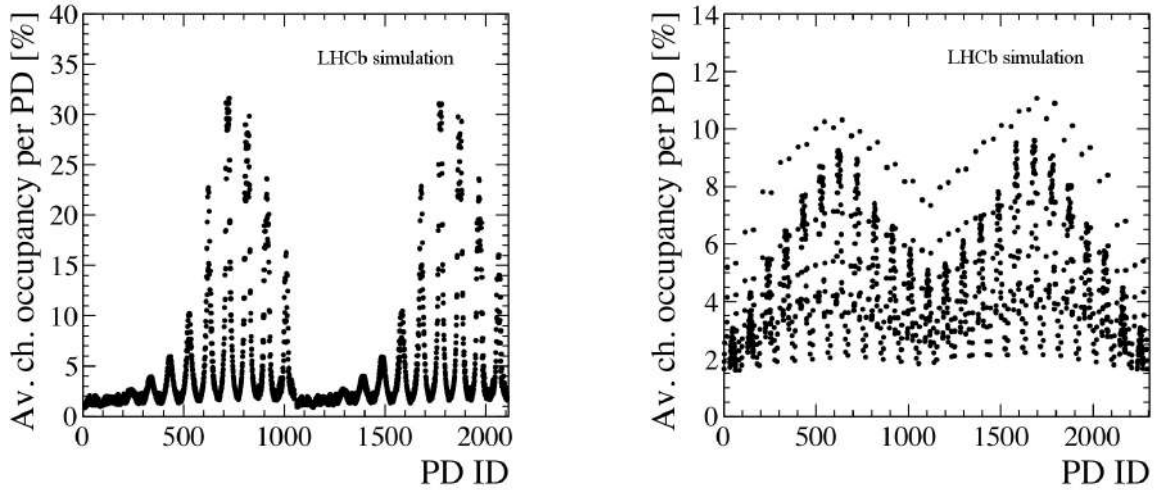 Av. ch. occupancy per PD [%]
40
35
30
25
20
15
10
5
0
LHCb simulation
0 500 1000 1500 2000
PD ID
Av. ch. occupancy per PD [%]
14
12
10
8
6
4
2
0
LHCb simulation
0 500 1000 1500 2000
PD ID